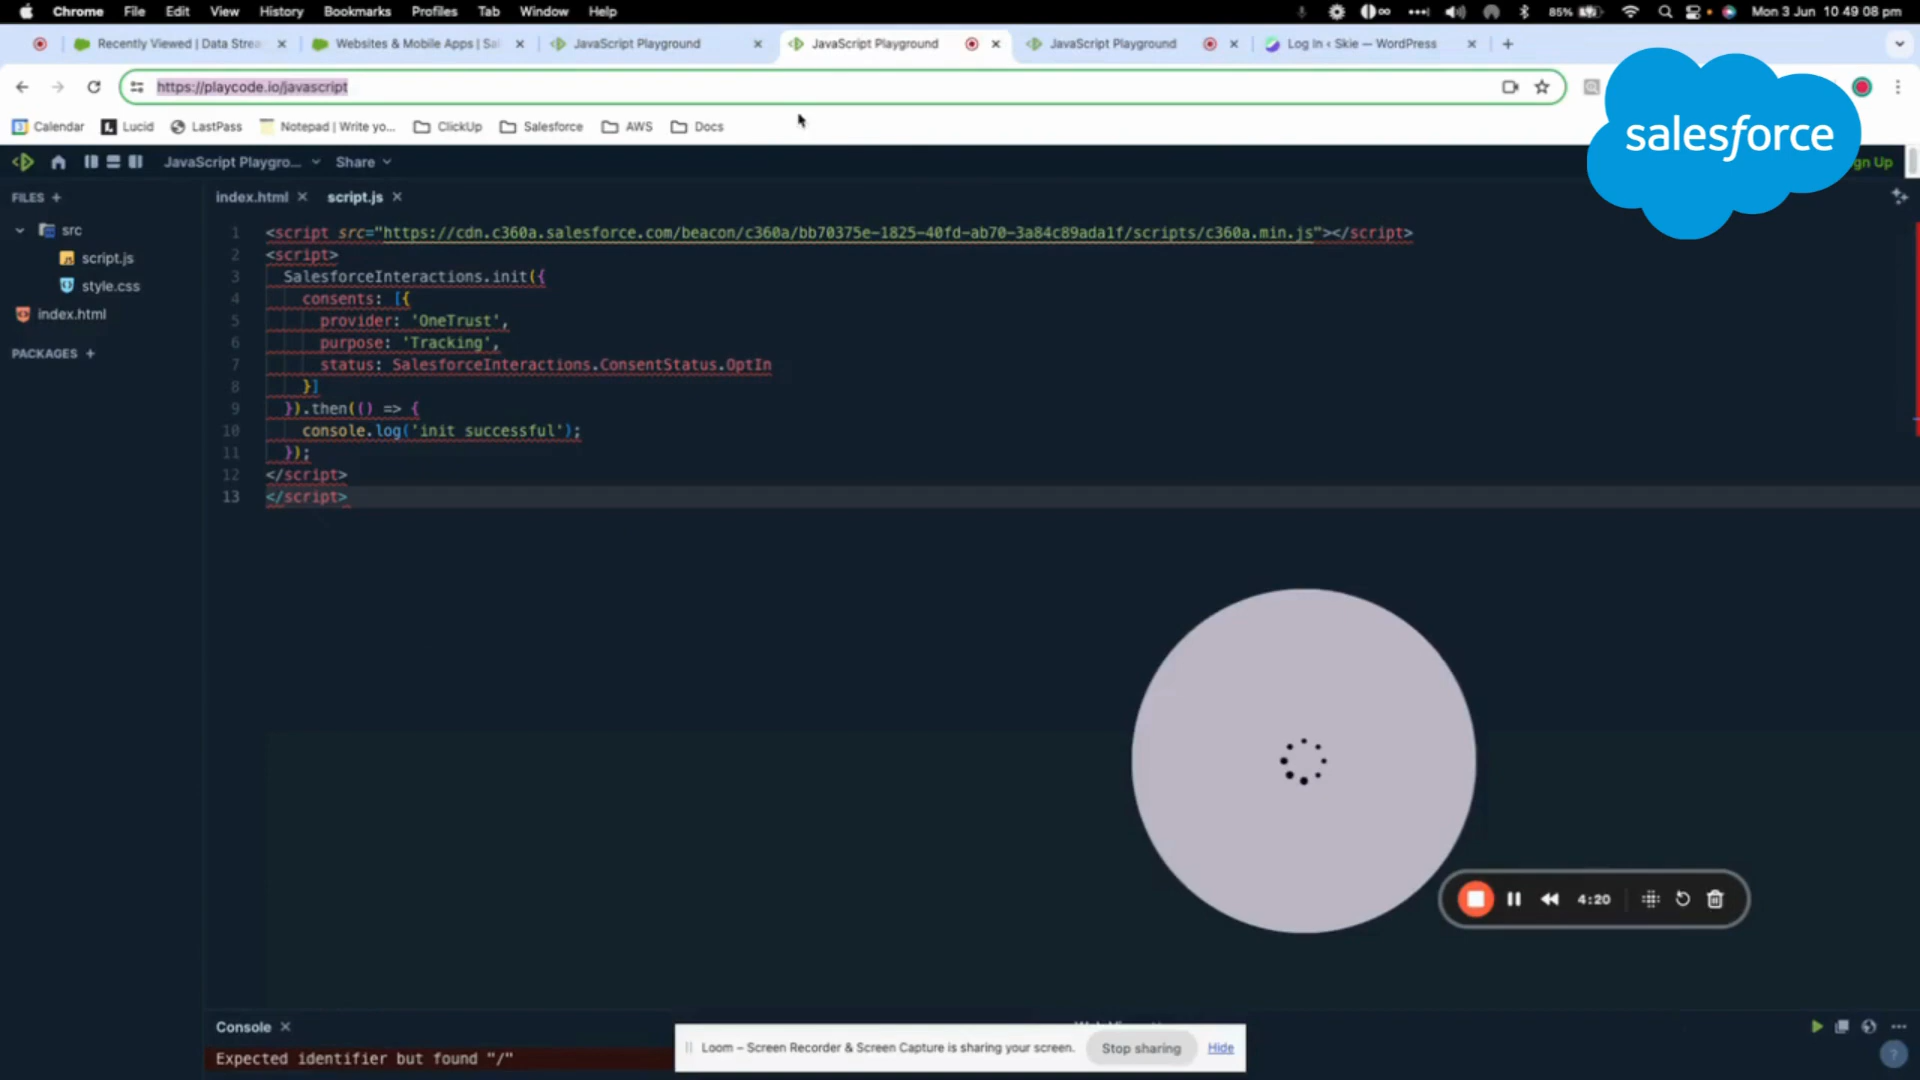 Chrome File Edit View History Bookmarks Profiles Tab Window Help 85% Mon 3 Jun 10 49 08 pm
Recently Viewed | Data Strea
Websites & Mobile Apps | Sal
JavaScript Playground
JavaScript Playground
JavaScript Playground
Log In ‹ Skie — WordPress
https://playcode.io/javascript
Calendar Lucid LastPass Notepad | Write yo... ClickUp Salesforce AWS Docs
salesforce
JavaScript Playgro... Share
gn Up
FILES +
index.html
script.js
src
script.js
style.css
index.html
PACKAGES +
1 <script src="https://cdn.c360a.salesforce.com/beacon/c360a/bb70375e-1825-40fd-ab70-3a84c89ada1f/scripts/c360a.min.js"></script>
2 <script>
3 SalesforceInteractions.init({
4 consents: [{
5 provider: 'OneTrust',
6 purpose: 'Tracking',
7 status: SalesforceInteractions.ConsentStatus.OptIn
8 }]
9 }).then(() => {
10 console.log('init successful');
11 });
12 </script>
13 </script>
4:20
Console
Expected identifier but found "/"
Loom – Screen Recorder & Screen Capture is sharing your screen. Stop sharing Hide